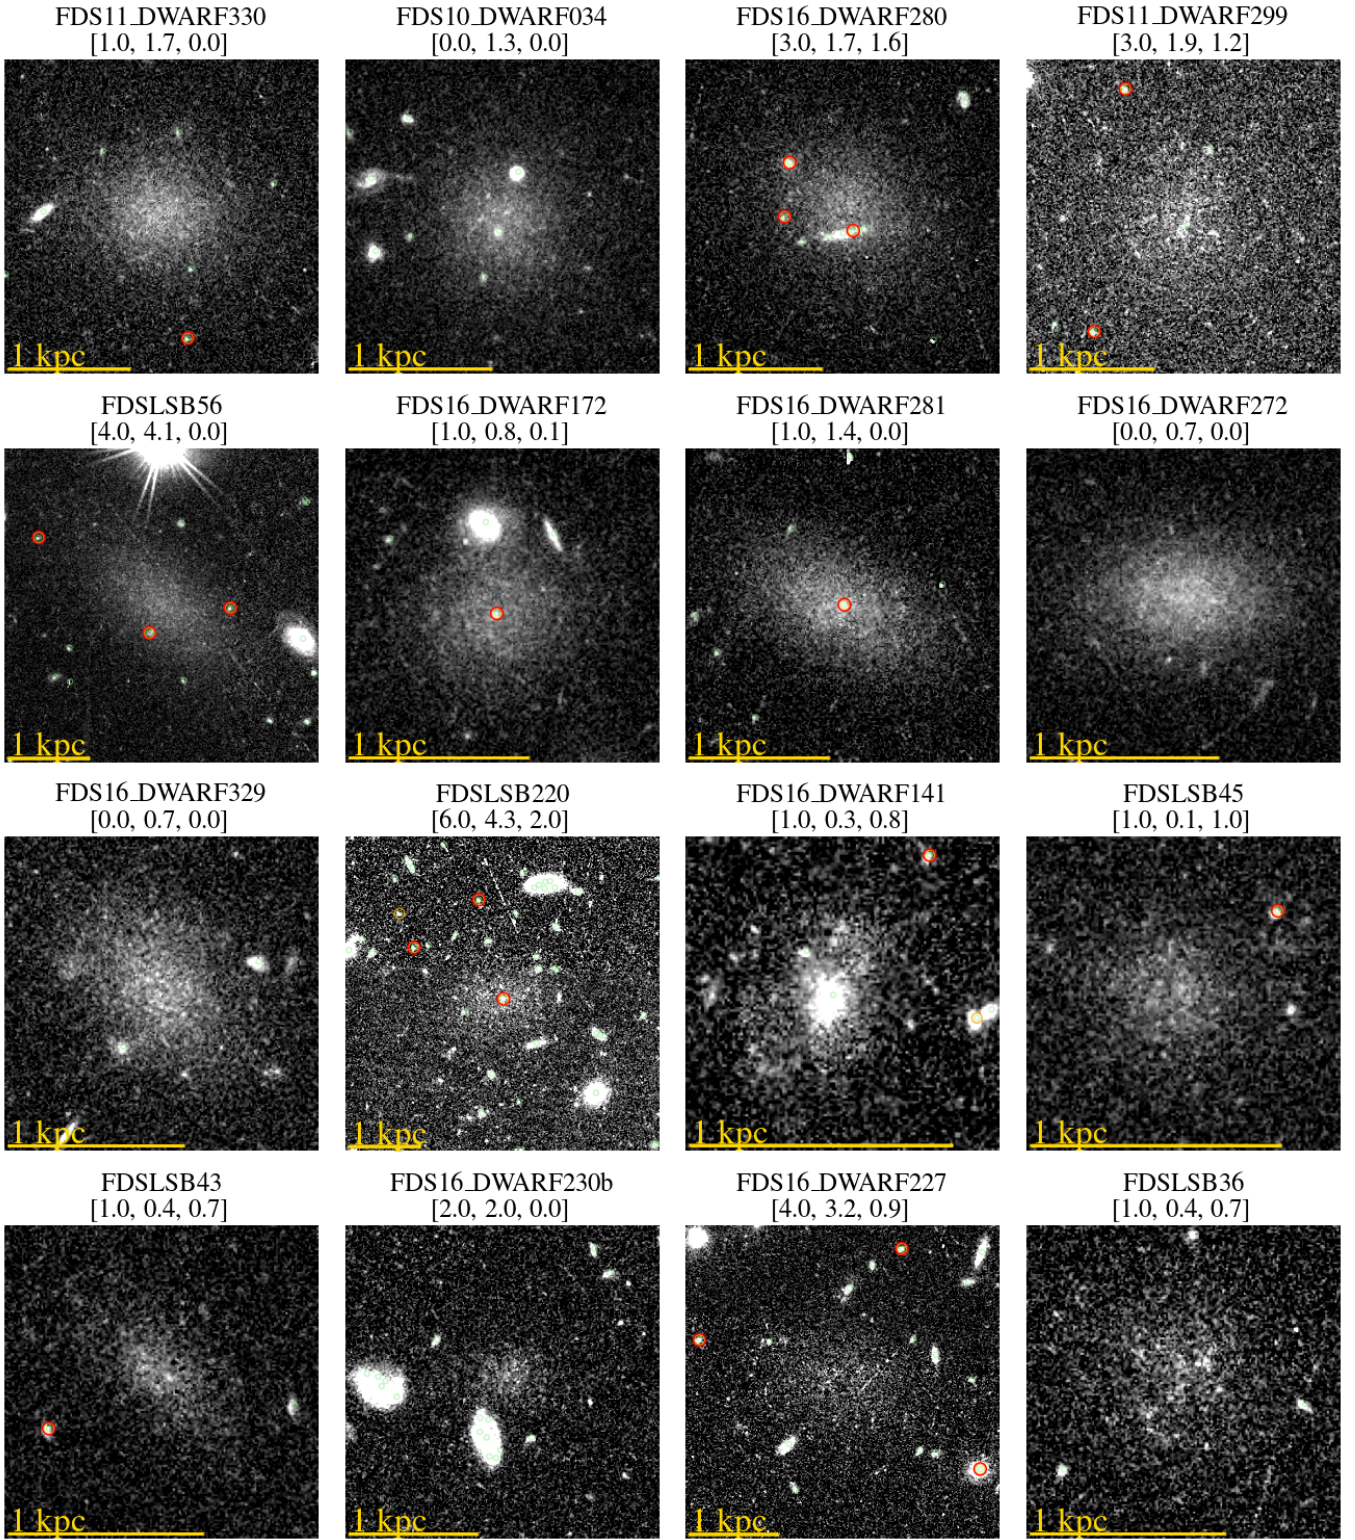 FDS11_DWARF330
[1.0, 1.7, 0.0]
FDS10_DWARF034
[0.0, 1.3, 0.0]
FDS16_DWARF280
[3.0, 1.7, 1.6]
FDS11_DWARF299
[3.0, 1.9, 1.2]
1 kpc
1 kpc
1 kpc
1 kpc
FDSLSB56
[4.0, 4.1, 0.0]
FDS16_DWARF172
[1.0, 0.8, 0.1]
FDS16_DWARF281
[1.0, 1.4, 0.0]
FDS16_DWARF272
[0.0, 0.7, 0.0]
1 kpc
1 kpc
1 kpc
1 kpc
FDS16_DWARF329
[0.0, 0.7, 0.0]
FDSLSB220
[6.0, 4.3, 2.0]
FDS16_DWARF141
[1.0, 0.3, 0.8]
FDSLSB45
[1.0, 0.1, 1.0]
1 kpc
1 kpc
1 kpc
1 kpc
FDSLSB43
[1.0, 0.4, 0.7]
FDS16_DWARF230b
[2.0, 2.0, 0.0]
FDS16_DWARF227
[4.0, 3.2, 0.9]
FDSLSB36
[1.0, 0.4, 0.7]
1 kpc
1 kpc
1 kpc
1 kpc